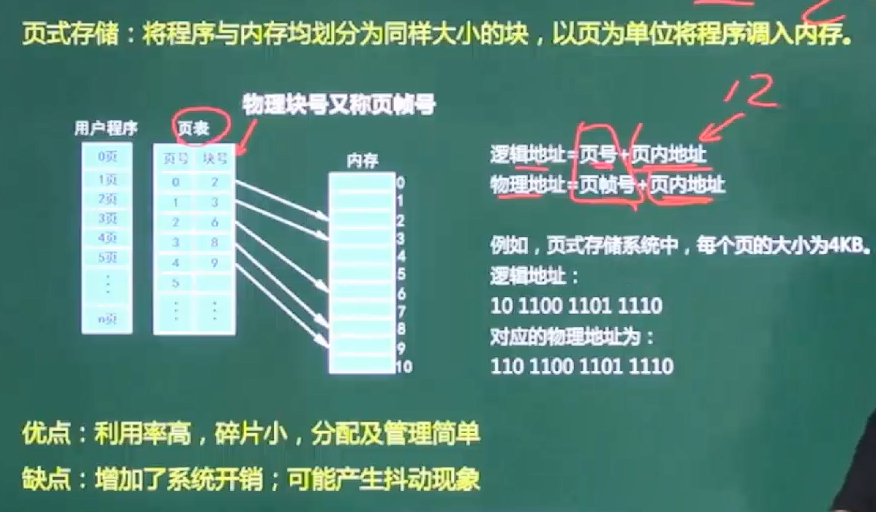 页式存储：将程序与内存均划分为同样大小的块，以页为单位将程序调入内存。
12
物理块号又称页帧号
用户程序
页表
内存
0页
1页
2页
3页
4页
5页
⋮
n页
页号 块号
0 2
1 3
2 6
3 8
4 9
5
⋮ ⋮
0
1
2
3
4
5
6
7
8
9
10
逻辑地址=页号+页内地址
物理地址=页帧号+页内地址
例如，页式存储系统中，每个页的大小为4KB。
逻辑地址：
10 1100 1101 1110
对应的物理地址为：
110 1100 1101 1110
优点：利用率高，碎片小，分配及管理简单
缺点：增加了系统开销；可能产生抖动现象